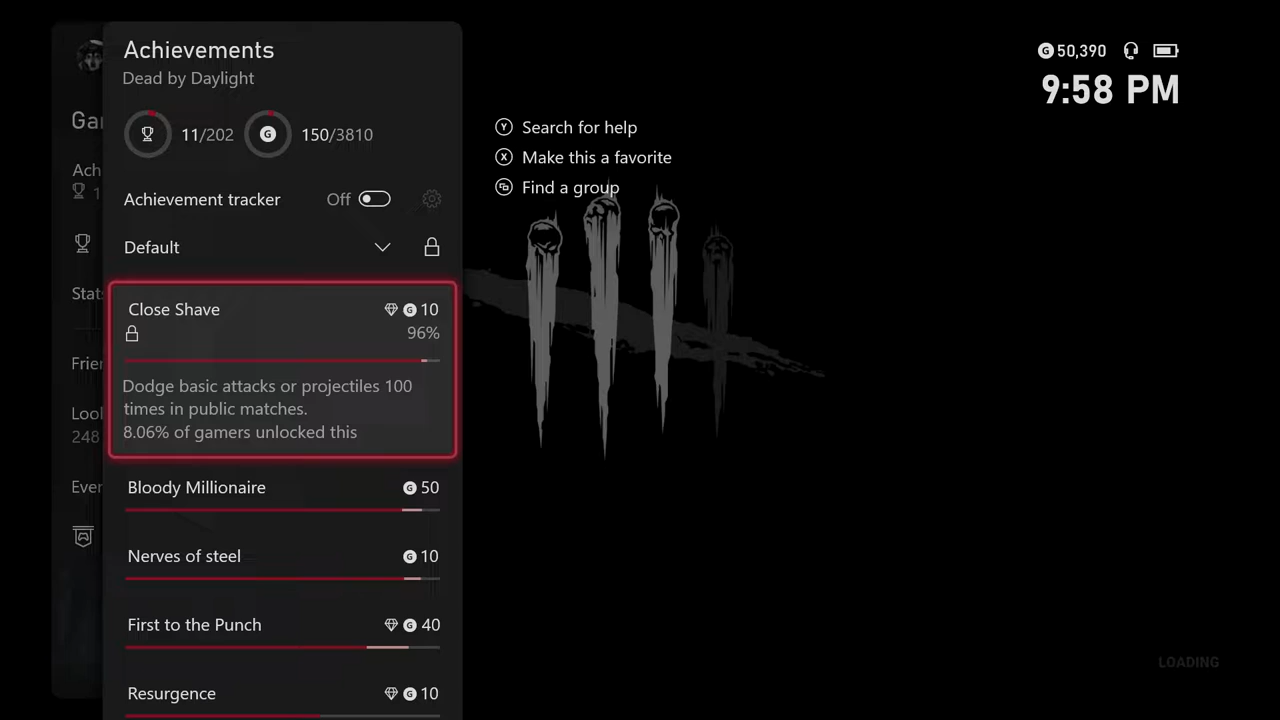 Achievements
Dead by Daylight
11/202
150/3810
Achievement tracker
Off
Default
Close Shave
10
96%
Dodge basic attacks or projectiles 100
times in public matches.
8.06% of gamers unlocked this
Bloody Millionaire
50
Nerves of steel
10
First to the Punch
40
Resurgence
10
Search for help
Make this a favorite
Find a group
50,390
9:58 PM
LOADING
248